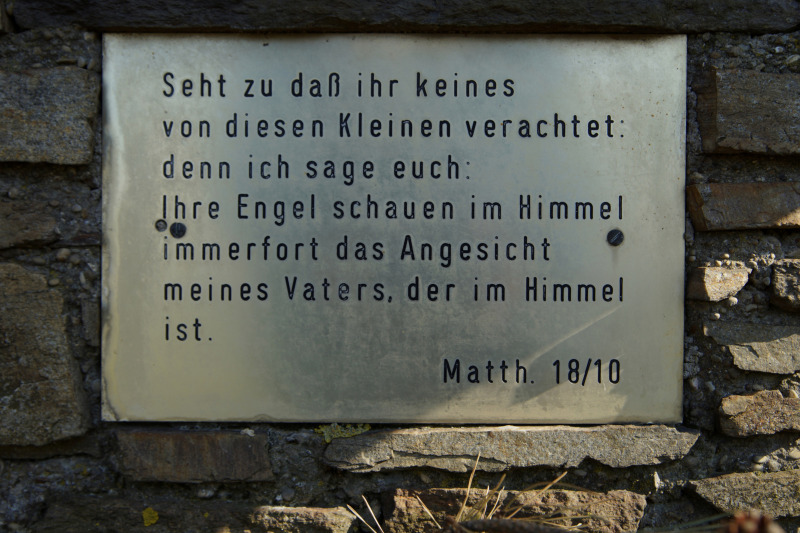 Seht zu daß ihr keines
von diesen Kleinen verachtet:
denn ich sage euch:
Ihre Engel schauen im Himmel
immerfort das Angesicht
meines Vaters, der im Himmel
ist.
Matth. 18/10